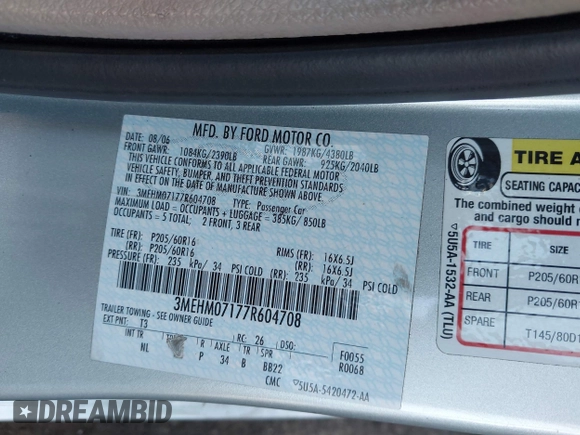 MFD. BY FORD MOTOR CO.
DATE: 08/06 GVWR: 1987KG/4380LB
FRONT GAWR: REAR GAWR:
1084KG/2390LB 925KG/2040LB
THIS VEHICLE CONFORMS TO ALL APPLICABLE FEDERAL MOTOR
VEHICLE SAFETY, BUMPER, AND THEFT PREVENTION STANDARDS
IN EFFECT ON THE DATE OF MANUFACTURE SHOWN ABOVE.
VIN: 3MEHM07177R604708 TYPE: Passenger Car
MAXIMUM LOAD = OCCUPANTS + LUGGAGE = 385KG/ 850LB
OCCUPANTS = 5 TOTAL: 2 FRONT, 3 REAR
TIRE (FR): P205/60R16 RIMS (FR): 16X6.5J
(RR): P205/60R16 (RR): 16X6.5J
PRESSURE (FR): 235 kPa/ 34 PSI COLD (RR): 235 kPa/ 34 PSI COLD
3MEHM07177R604708
TRAILER TOWING - SEE OWNER GUIDE
EXT PNT: T5 RC: 26 DSO: F0055
INT TR TR R AXLE TR SPR R0068
NL P 34 B BB22
CMC ▽5U5A-5420472-AA
▽5U5A-1532-AA (TLU)
TIRE A
SEATING CAPACITY
The combined weight o
and cargo should n
TIRE SIZE
FRONT P205/60R1
REAR P205/60R1
SPARE T145/80D1
DREAMBID